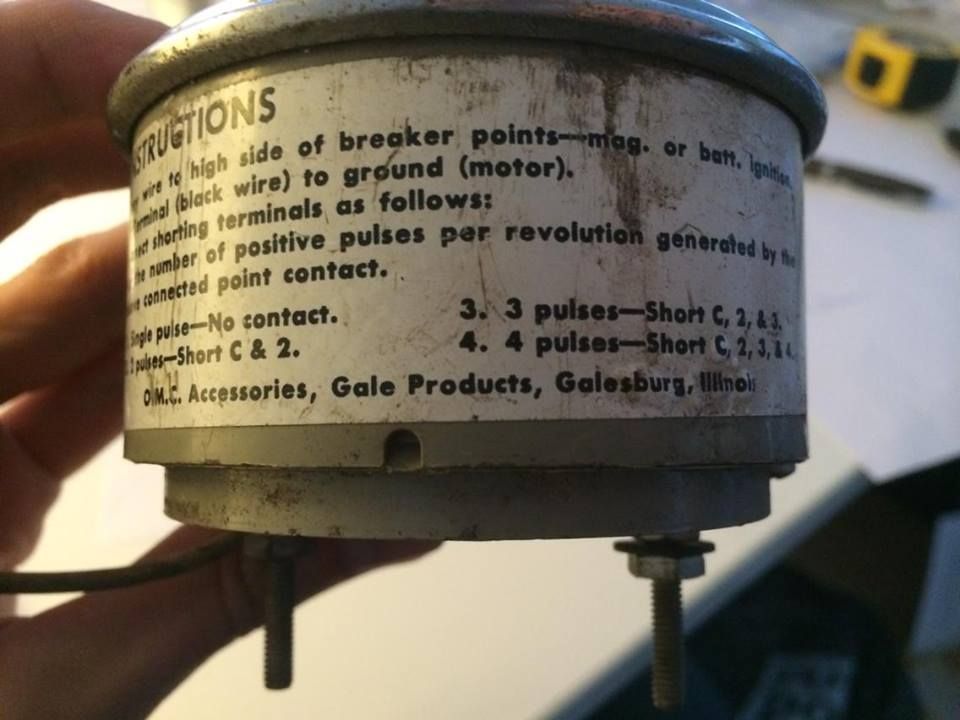 STRUCTIONS
wire to high side of breaker points—mag. or batt. ignition,
terminal (black wire) to ground (motor).
shorting terminals as follows:
the number of positive pulses per revolution generated by the
connected point contact.
Single pulse—No contact.
2 pulses—Short C & 2.
3. 3 pulses—Short C, 2, & 3.
4. 4 pulses—Short C, 2, 3, & 4.
O.M.C. Accessories, Gale Products, Galesburg, Illinois